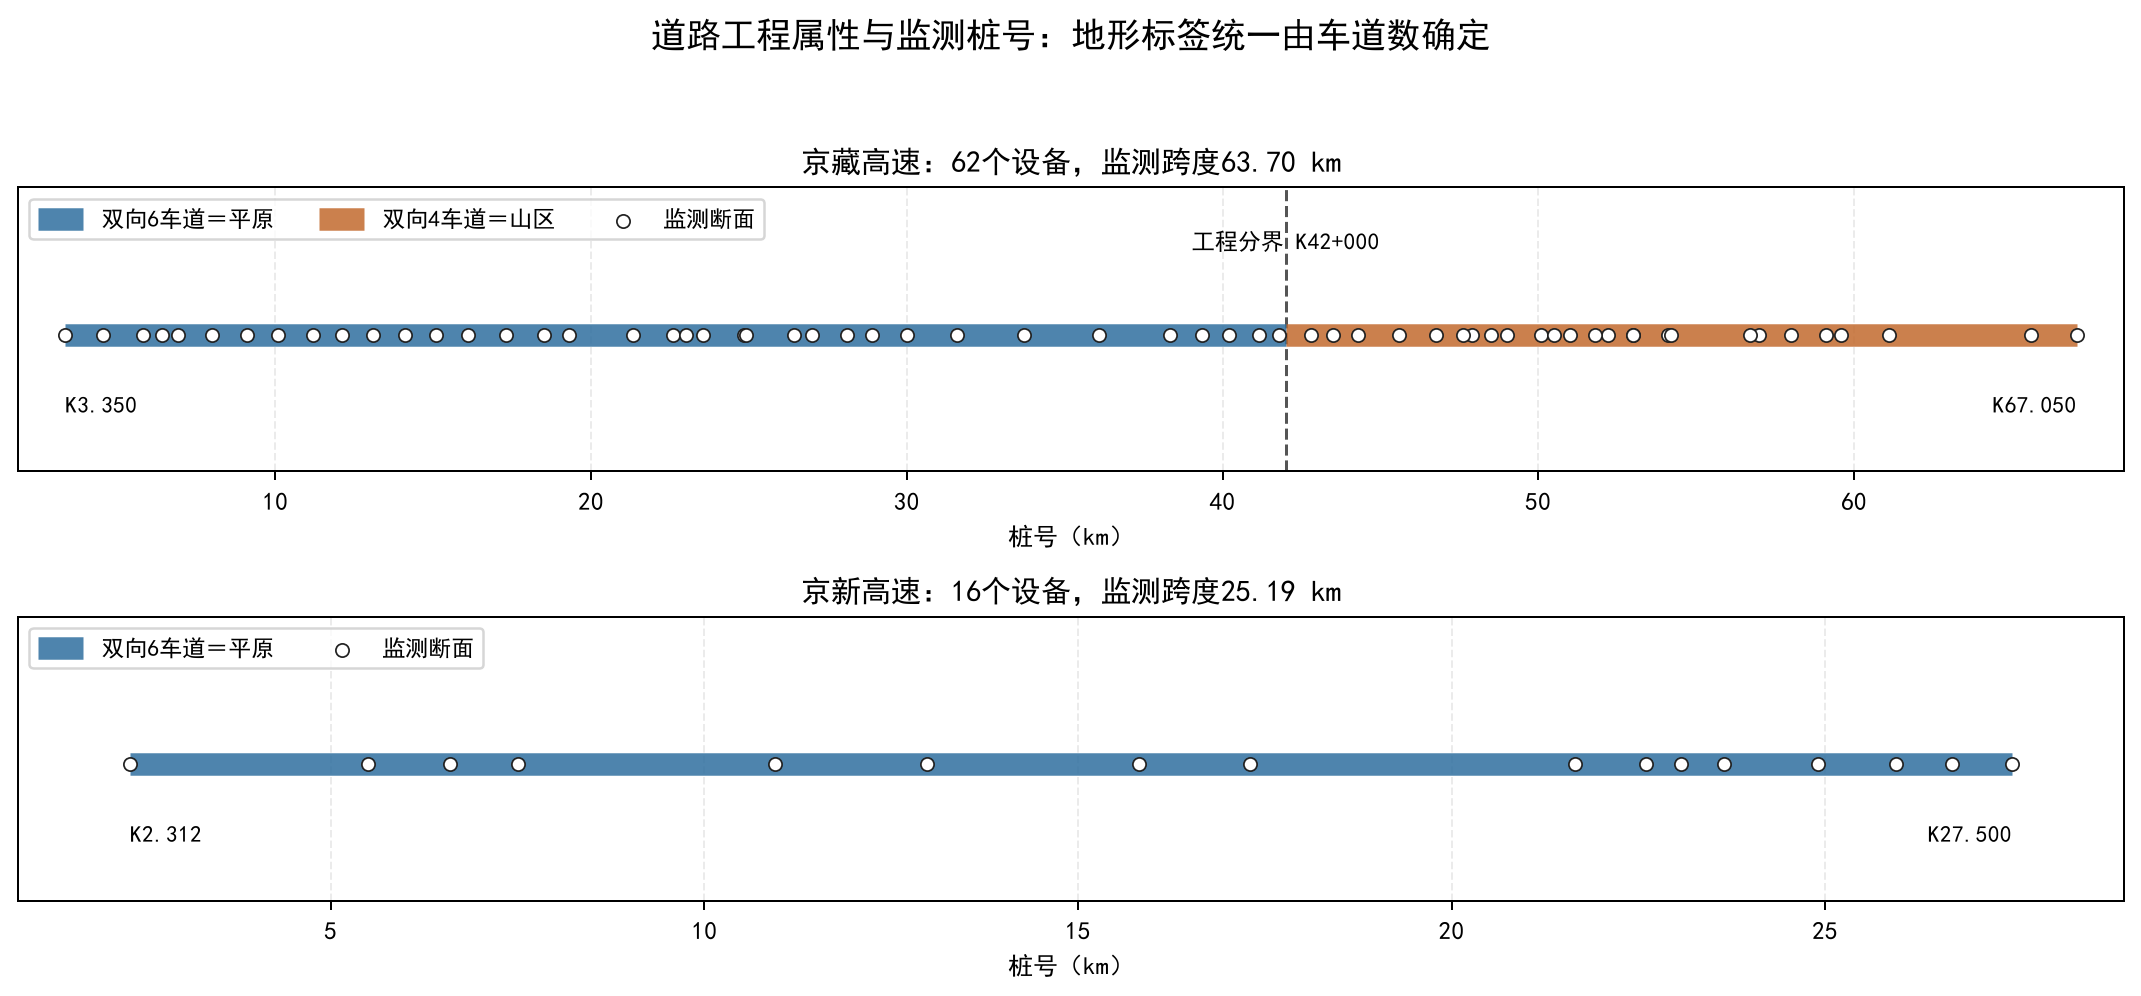 道路工程属性与监测桩号：地形标签统一由车道数确定
京藏高速：62个设备，监测跨度63.70 km
双向6车道＝平原
双向4车道＝山区
监测断面
工程分界 K42+000
K3.350
K67.050
10
20
30
40
50
60
桩号（km）
京新高速：16个设备，监测跨度25.19 km
双向6车道＝平原
监测断面
K2.312
K27.500
5
10
15
20
25
桩号（km）